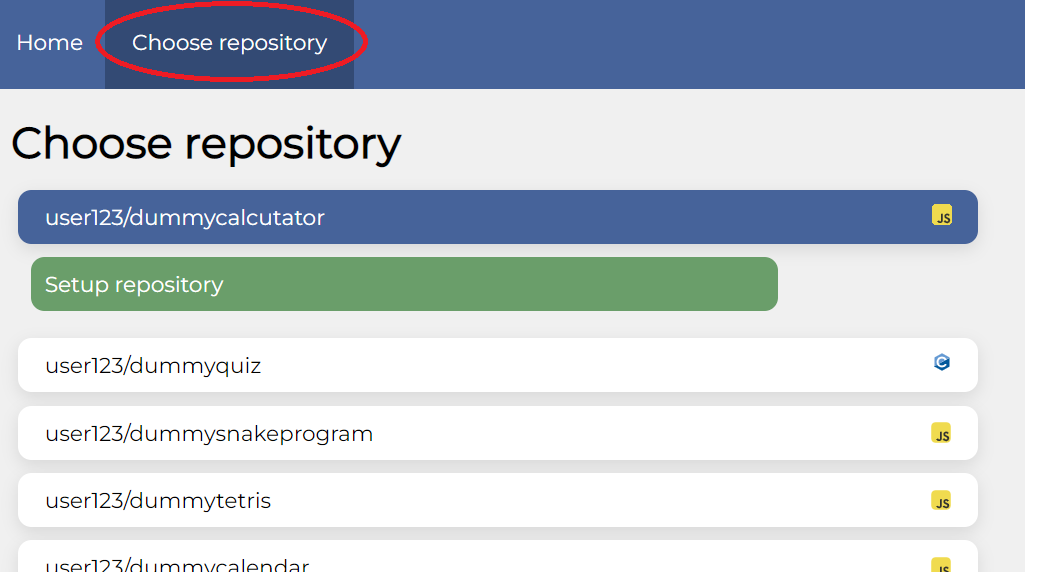 Home
Choose repository
Choose repository
user123/dummycalcutator
JS
Setup repository
user123/dummyquiz
C
user123/dummysnakeprogram
JS
user123/dummytetris
JS
user123/dummycalendar
JS